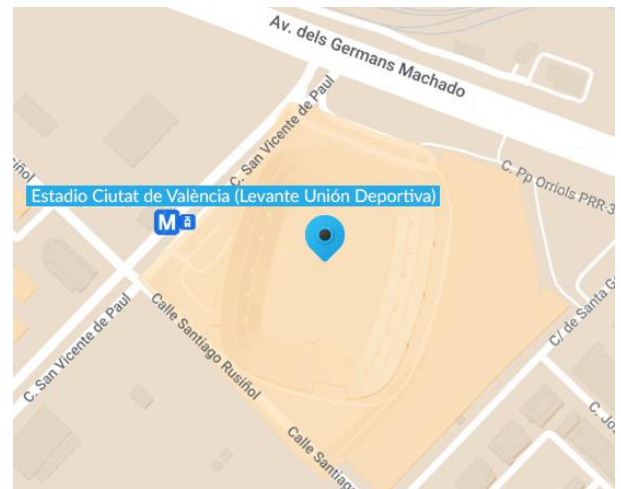 Av. dels Germans Machado
C. San Vicente de Paul
C. Pp Orriols PRR-3
Estadio Ciutat de València (Levante Unión Deportiva)
M
C/ de Santa
Calle Santiago Rusiñol
C. San Vicente de Paul
Calle Santiago